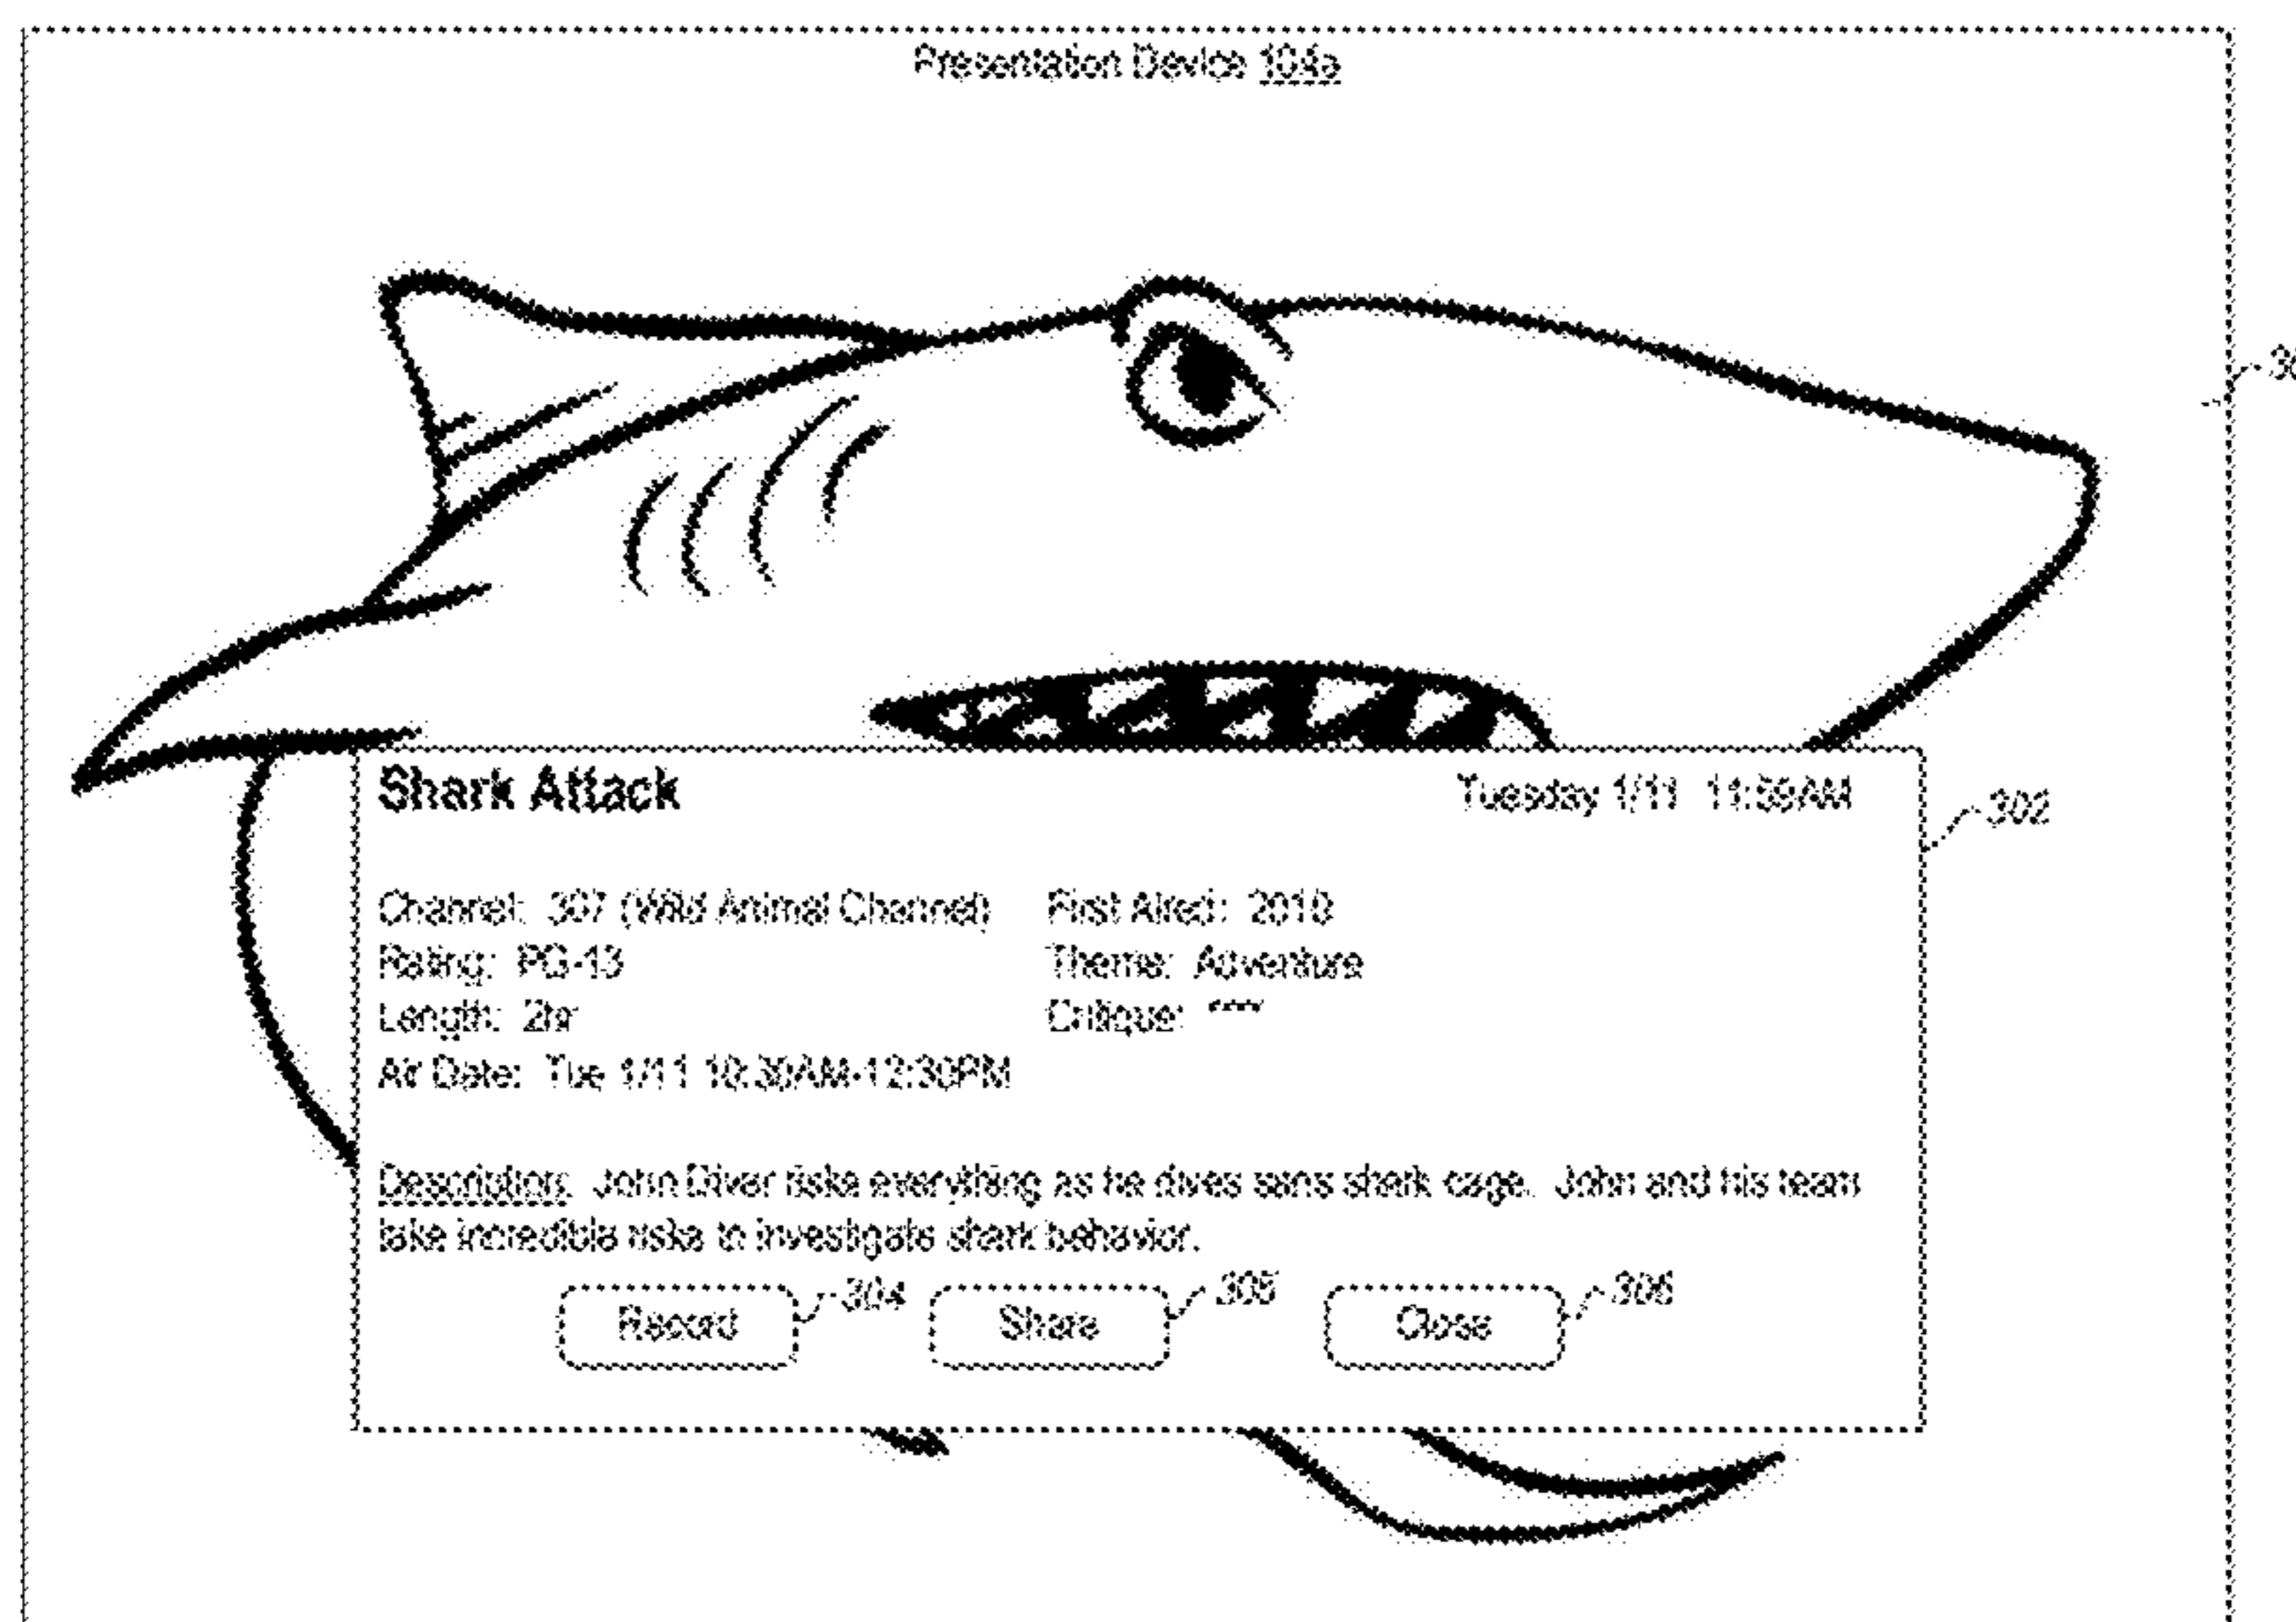 Presentation Device 104a
Shark Attack
Tuesday 1/11 11:59AM
302
Channel: 307 (Wild Animal Channel)
First Aired: 2010
Rating: PG-13
Theme: Adventure
Length: 2hr
Critique: ****
Air Date: Tue 1/11 10:30AM-12:30PM
Description: John Diver risks everything as he dives sans shark cage. John and his team
take incredible risks to investigate shark behavior.
304
305
306
Record
Share
Close